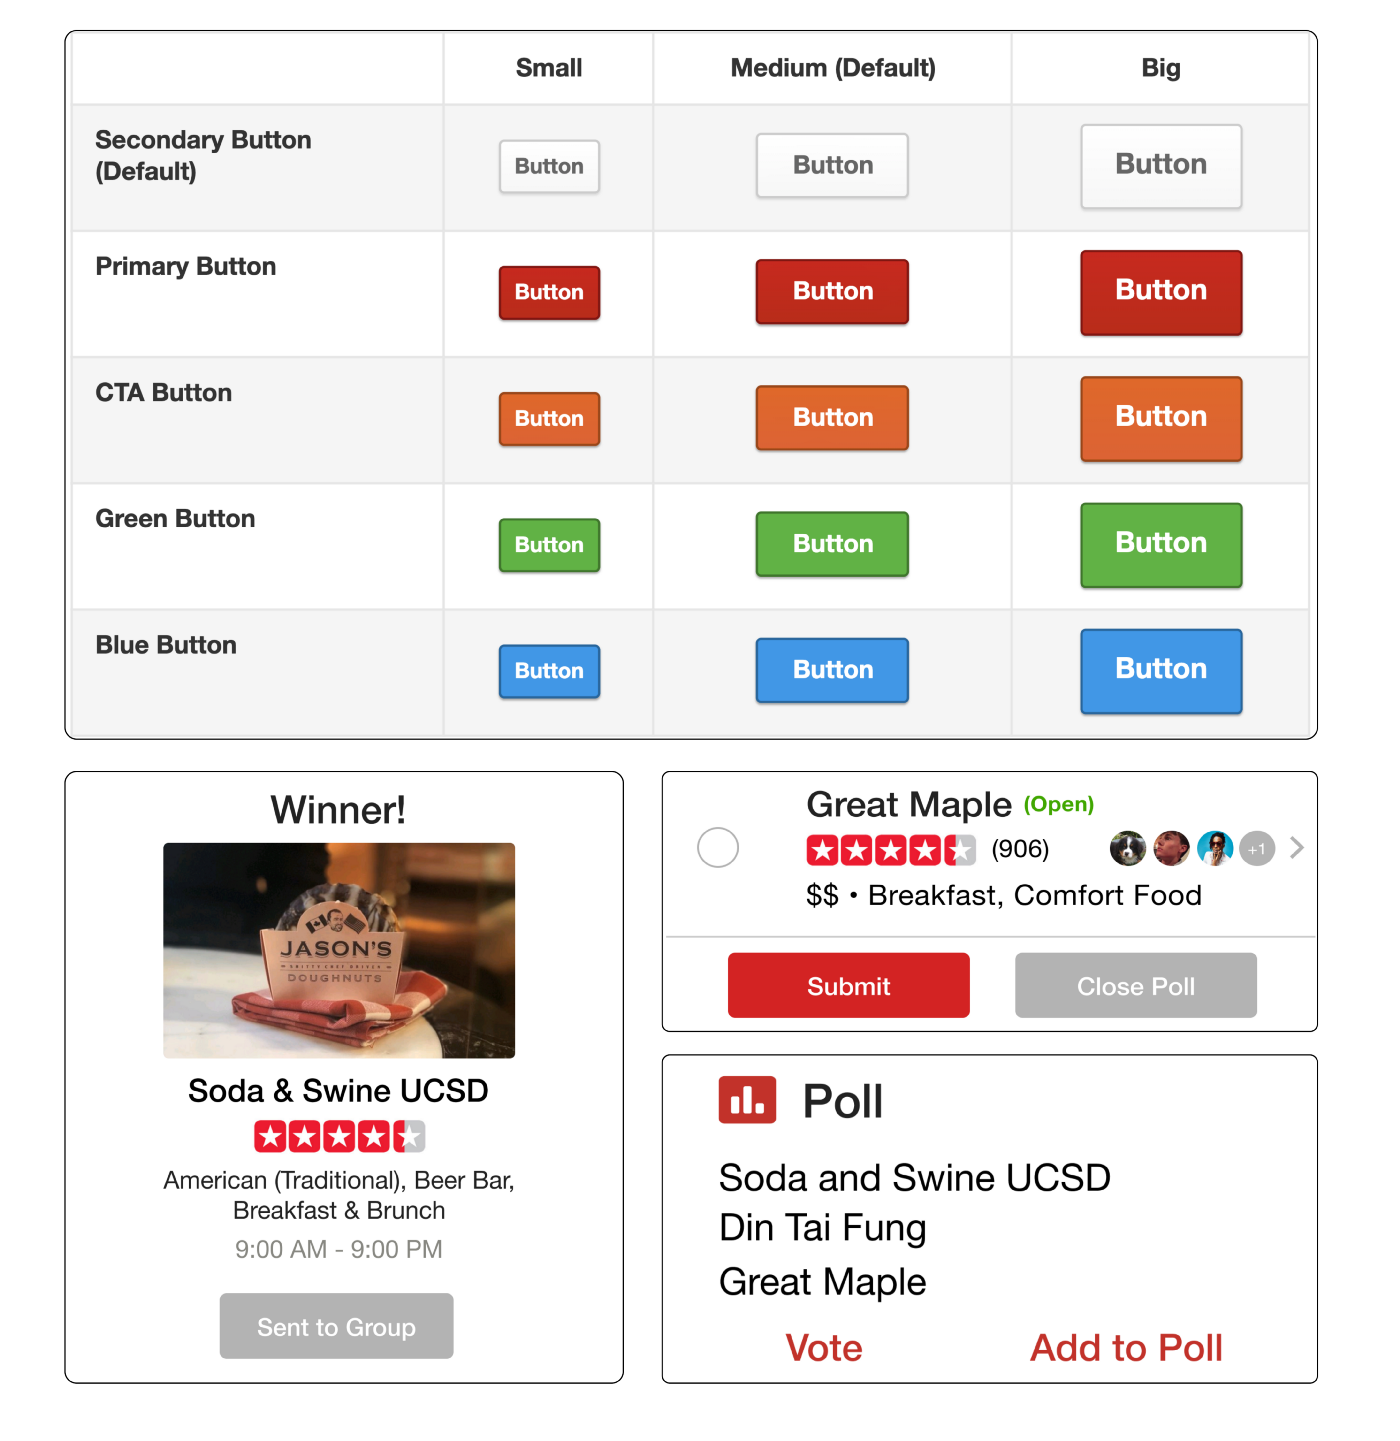 Small Medium (Default) Big
Secondary Button
(Default)
Button Button Button
Primary Button
Button Button Button
CTA Button
Button Button Button
Green Button
Button Button Button
Blue Button
Button Button Button
Winner!
JASON'S
DOUGHNUTS
Soda & Swine UCSD
American (Traditional), Beer Bar,
Breakfast & Brunch
9:00 AM - 9:00 PM
Sent to Group
Great Maple (Open)
(906) +1
$$ • Breakfast, Comfort Food
Submit Close Poll
Poll
Soda and Swine UCSD
Din Tai Fung
Great Maple
Vote Add to Poll